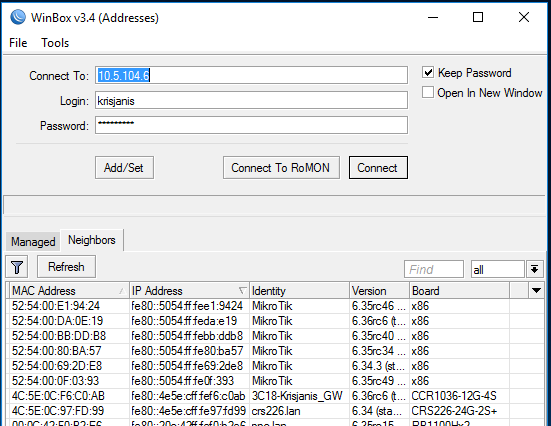 WinBox v3.4 (Addresses)
File Tools
Connect To: 10.5.104.6
Keep Password
Login: krisjanis
Open In New Window
Password: *********
Add/Set Connect To RoMON Connect
Managed Neighbors
Refresh Find all
MAC Address IP Address Identity Version Board
52:54:00:E1:94:24 fe80::5054:ff:fee1:9424 MikroTik 6.35rc46 ... x86
52:54:00:DA:0E:19 fe80::5054:ff:feda:e19 MikroTik 6.36rc6 (t... x86
52:54:00:BB:DD:B8 fe80::5054:ff:febb:ddb8 MikroTik 6.35rc40 ... x86
52:54:00:80:BA:57 fe80::5054:ff:fe80:ba57 MikroTik 6.35rc34 ... x86
52:54:00:69:2D:E8 fe80::5054:ff:fe69:2de8 MikroTik 6.34.3 (st... x86
52:54:00:0F:03:93 fe80::5054:ff:fe0f:393 MikroTik 6.35rc49 ... x86
4C:5E:0C:F6:C0:AB fe80::4e5e:cff:fef6:c0ab 3C18-Krisjanis_GW 6.36rc6 (t... CCR1036-12G-4S
4C:5E:0C:97:FD:99 fe80::4e5e:cff:fe97:fd99 crs226.lan 6.34 (sta... CRS226-24G-2S+